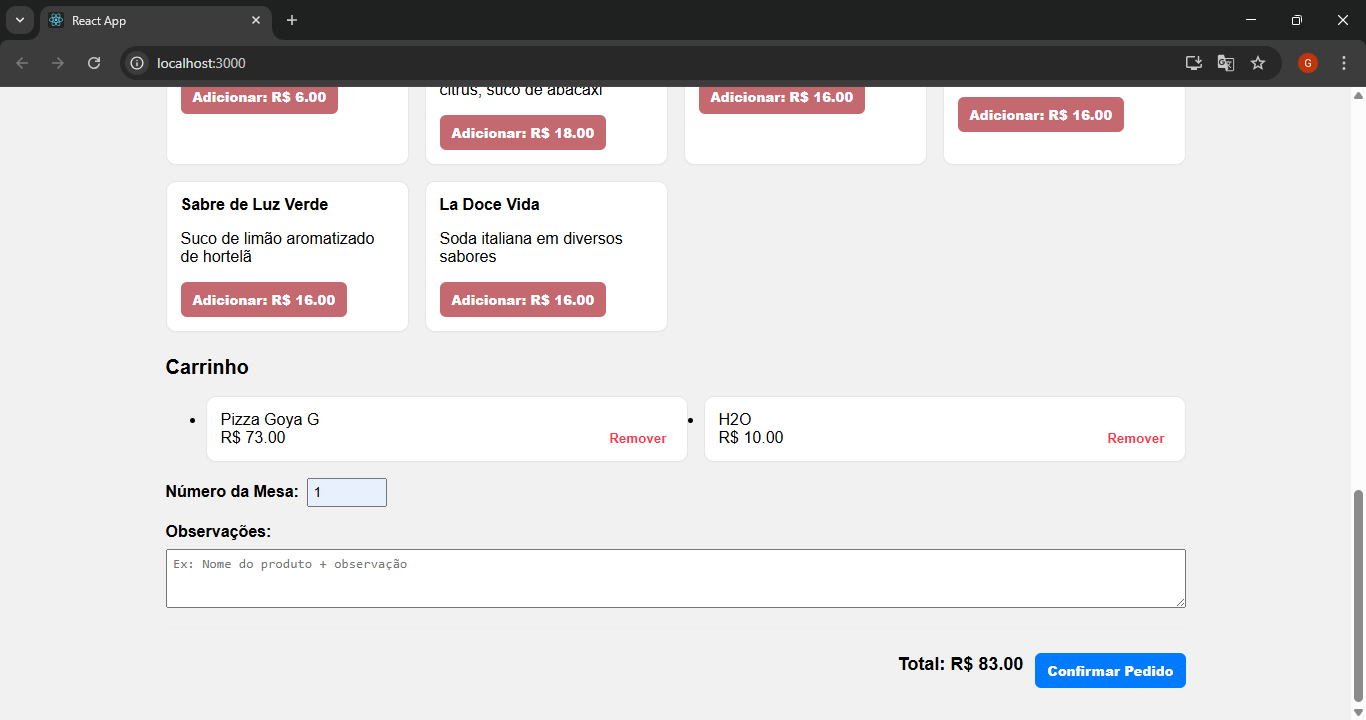 React App
localhost:3000
G
Adicionar: R$ 6.00
citrus, suco de abacaxi
Adicionar: R$ 18.00
Adicionar: R$ 16.00
Adicionar: R$ 16.00
Sabre de Luz Verde
Suco de limão aromatizado
de hortelã
Adicionar: R$ 16.00
La Doce Vida
Soda italiana em diversos
sabores
Adicionar: R$ 16.00
Carrinho
Pizza Goya G
R$ 73.00
Remover
H2O
R$ 10.00
Remover
Número da Mesa: 1
Observações:
Ex: Nome do produto + observação
Total: R$ 83.00
Confirmar Pedido